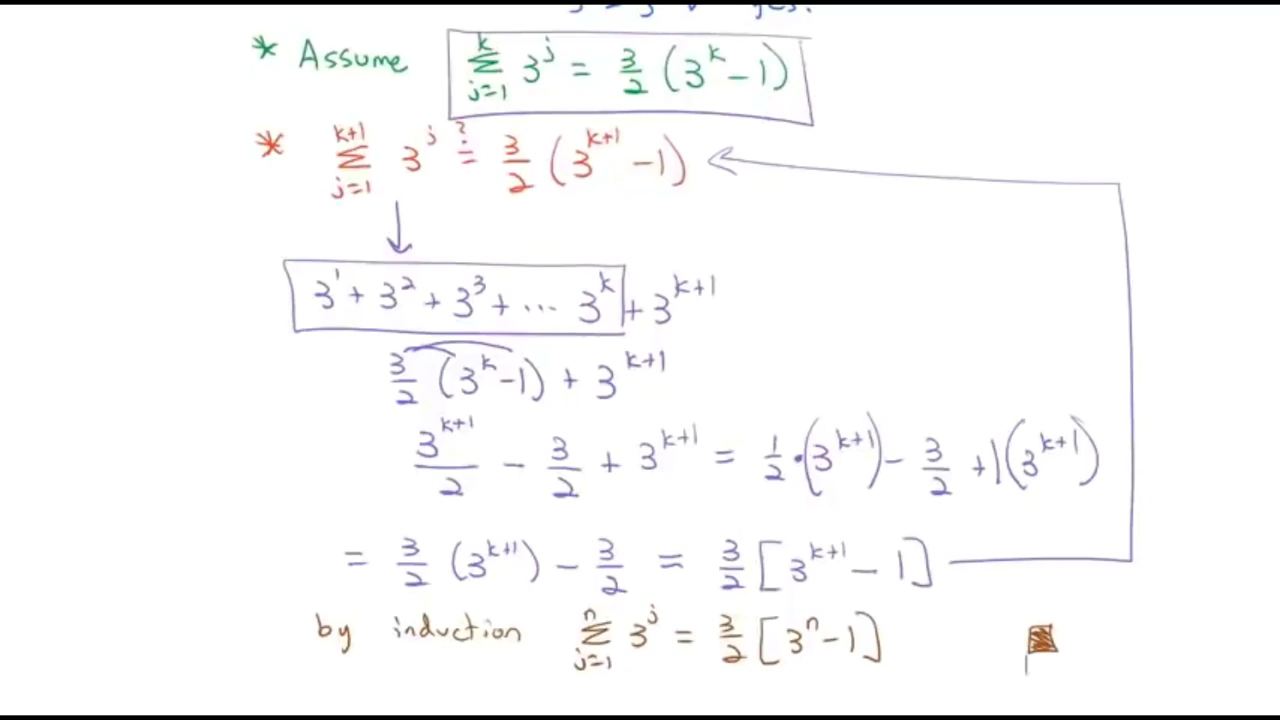 3 = 3 ✓ yes!
* Assume ∑_{j=1}^{k} 3^j = 3/2 (3^k − 1)
* ∑_{j=1}^{k+1} 3^j ?= 3/2 (3^{k+1} − 1)
3^1 + 3^2 + 3^3 + ... 3^k + 3^{k+1}
3/2 (3^k − 1) + 3^{k+1}
3^{k+1}/2 − 3/2 + 3^{k+1} = 1/2 · (3^{k+1}) − 3/2 + 1(3^{k+1})
= 3/2 (3^{k+1}) − 3/2 = 3/2 [3^{k+1} − 1]
by induction ∑_{j=1}^{n} 3^j = 3/2 [3^n − 1]